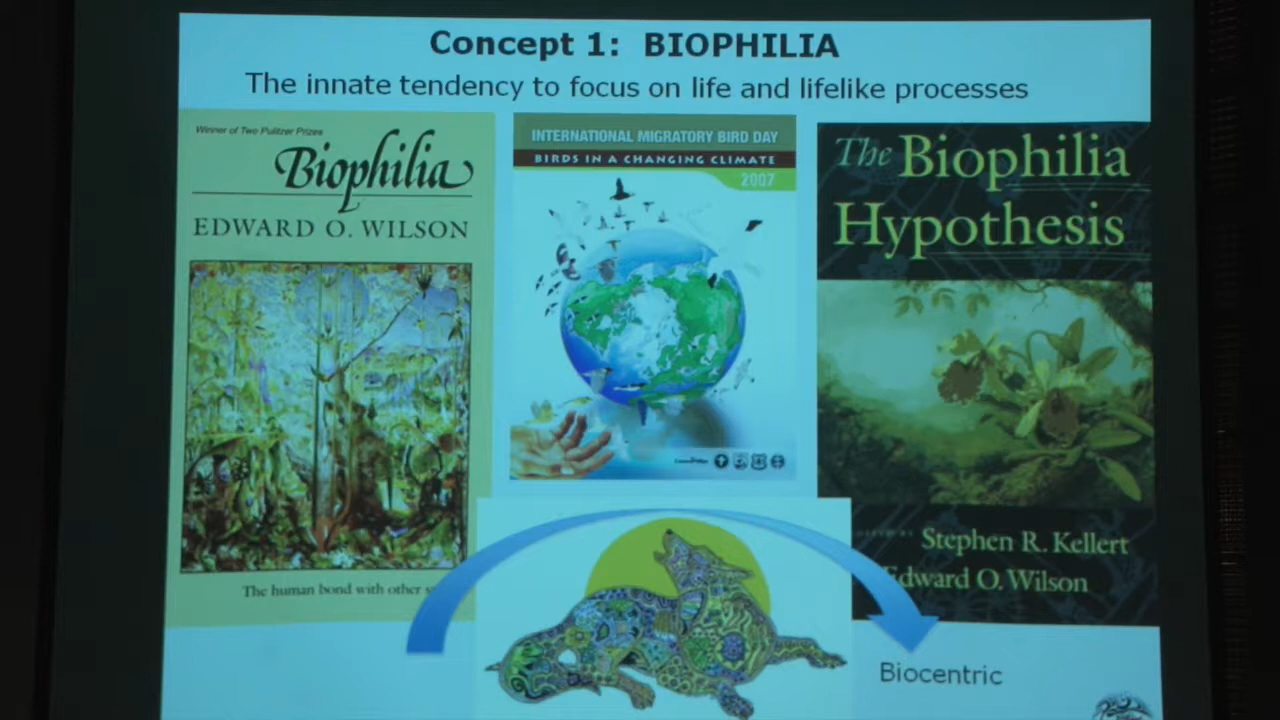 Concept 1: BIOPHILIA
The innate tendency to focus on life and lifelike processes
Winner of Two Pulitzer Prizes
Biophilia
EDWARD O. WILSON
The human bond with other
INTERNATIONAL MIGRATORY BIRD DAY
BIRDS IN A CHANGING CLIMATE
2007
The Biophilia
Hypothesis
Stephen R. Kellert
Edward O. Wilson
Biocentric